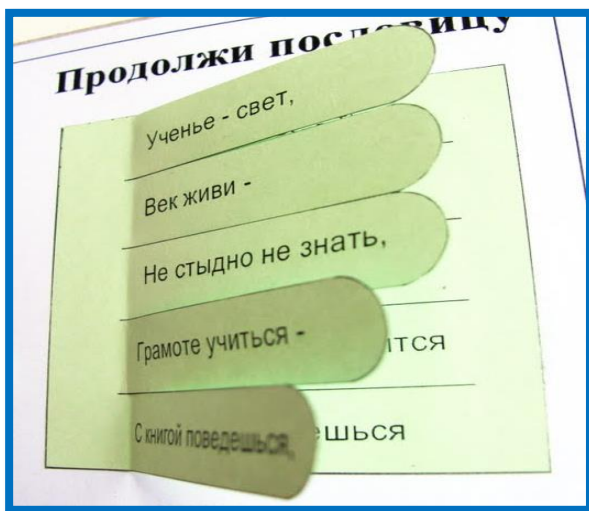 Продолжи пословицу
Ученье - свет,
Век живи -
Не стыдно не знать,
Грамоте учиться -
ится
С книгой поведешься,
ешься